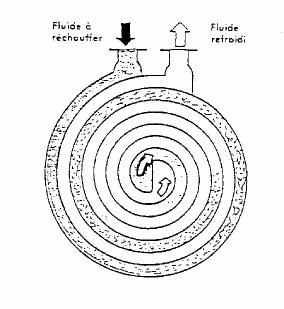 Fluide à
réchauffer
Fluide
refroidi